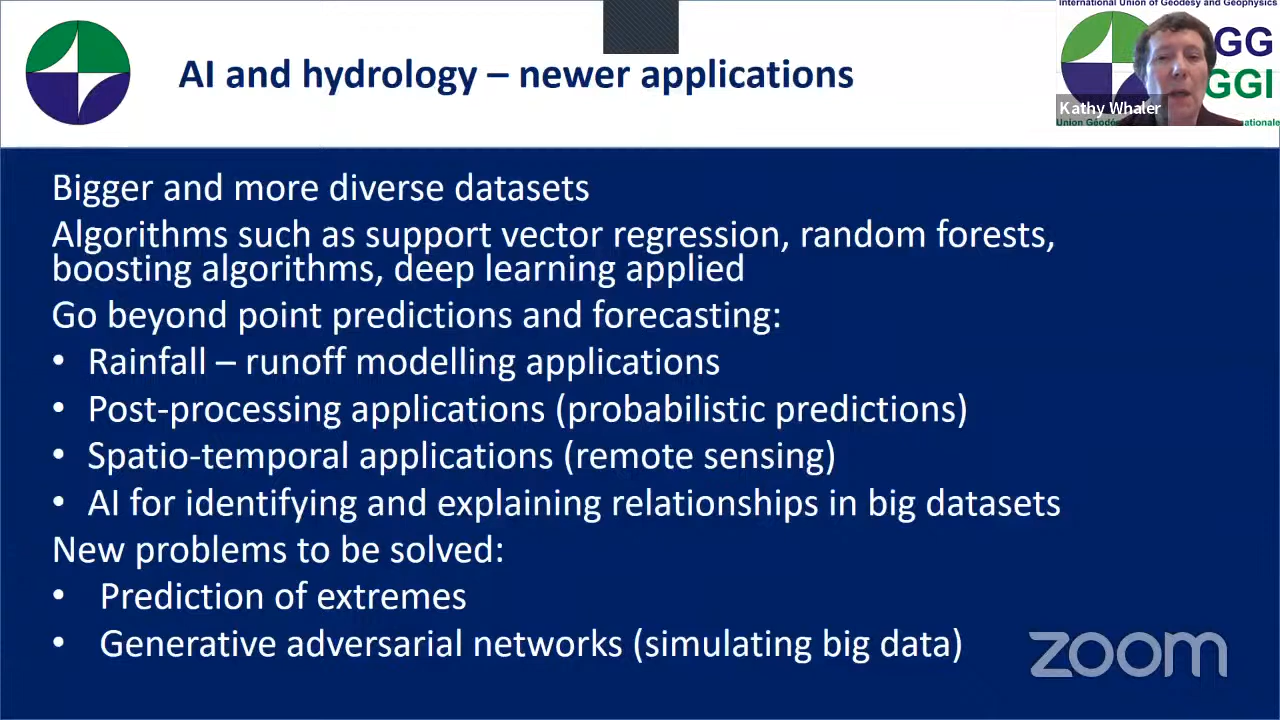 International Union of Geodesy and Geophysics
AI and hydrology – newer applications
GG
GGI
Kathy Whaler
Union Géodés
nationale
Bigger and more diverse datasets
Algorithms such as support vector regression, random forests,
boosting algorithms, deep learning applied
Go beyond point predictions and forecasting:
• Rainfall – runoff modelling applications
• Post-processing applications (probabilistic predictions)
• Spatio-temporal applications (remote sensing)
• AI for identifying and explaining relationships in big datasets
New problems to be solved:
• Prediction of extremes
• Generative adversarial networks (simulating big data)
zoom